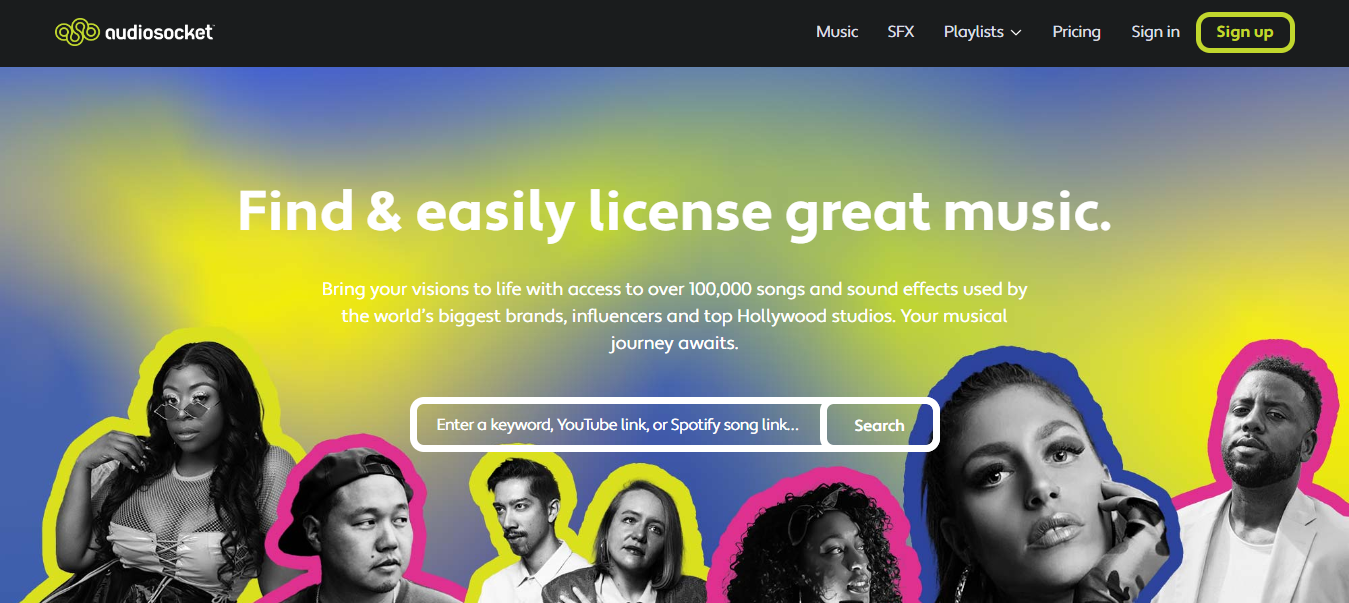 audiosocket
Music SFX Playlists Pricing Sign in Sign up
Find & easily license great music.
Bring your visions to life with access to over 100,000 songs and sound effects used by
the world’s biggest brands, influencers and top Hollywood studios. Your musical
journey awaits.
Enter a keyword, YouTube link, or Spotify song link... Search